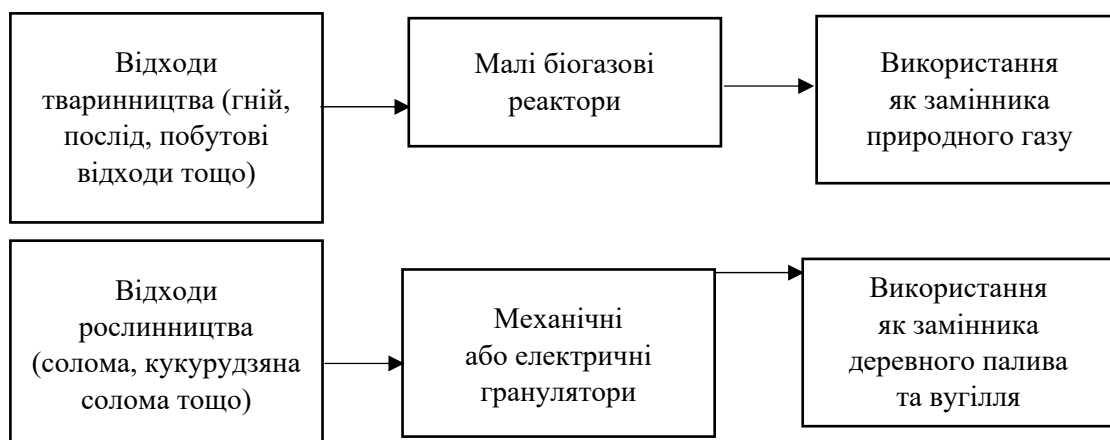 Відходи
тваринництва (гній,
послід, побутові
відходи тощо)
Малі біогазові
реактори
Використання
як замінника
природного газу
Відходи
рослинництва
(солома, кукурудзяна
солома тощо)
Механічні
або електричні
гранулятори
Використання
як замінника
деревного палива
та вугілля